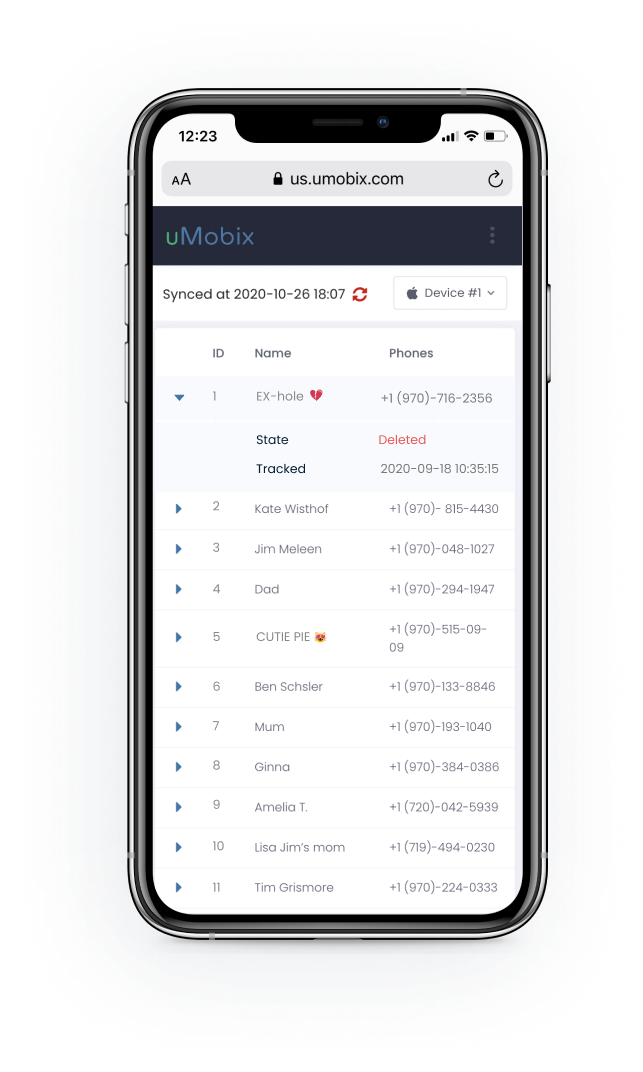 12:23
AA us.umobix.com
uMobix
Synced at 2020-10-26 18:07 Device #1
ID Name Phones
1 EX-hole 💔 +1 (970)-716-2356
State Deleted
Tracked 2020-09-18 10:35:15
2 Kate Wisthof +1 (970)- 815-4430
3 Jim Meleen +1 (970)-048-1027
4 Dad +1 (970)-294-1947
5 CUTIE PIE 😻 +1 (970)-515-09-
09
6 Ben Schsler +1 (970)-133-8846
7 Mum +1 (970)-193-1040
8 Ginna +1 (970)-384-0386
9 Amelia T. +1 (720)-042-5939
10 Lisa Jim’s mom +1 (719)-494-0230
11 Tim Grismore +1 (970)-224-0333